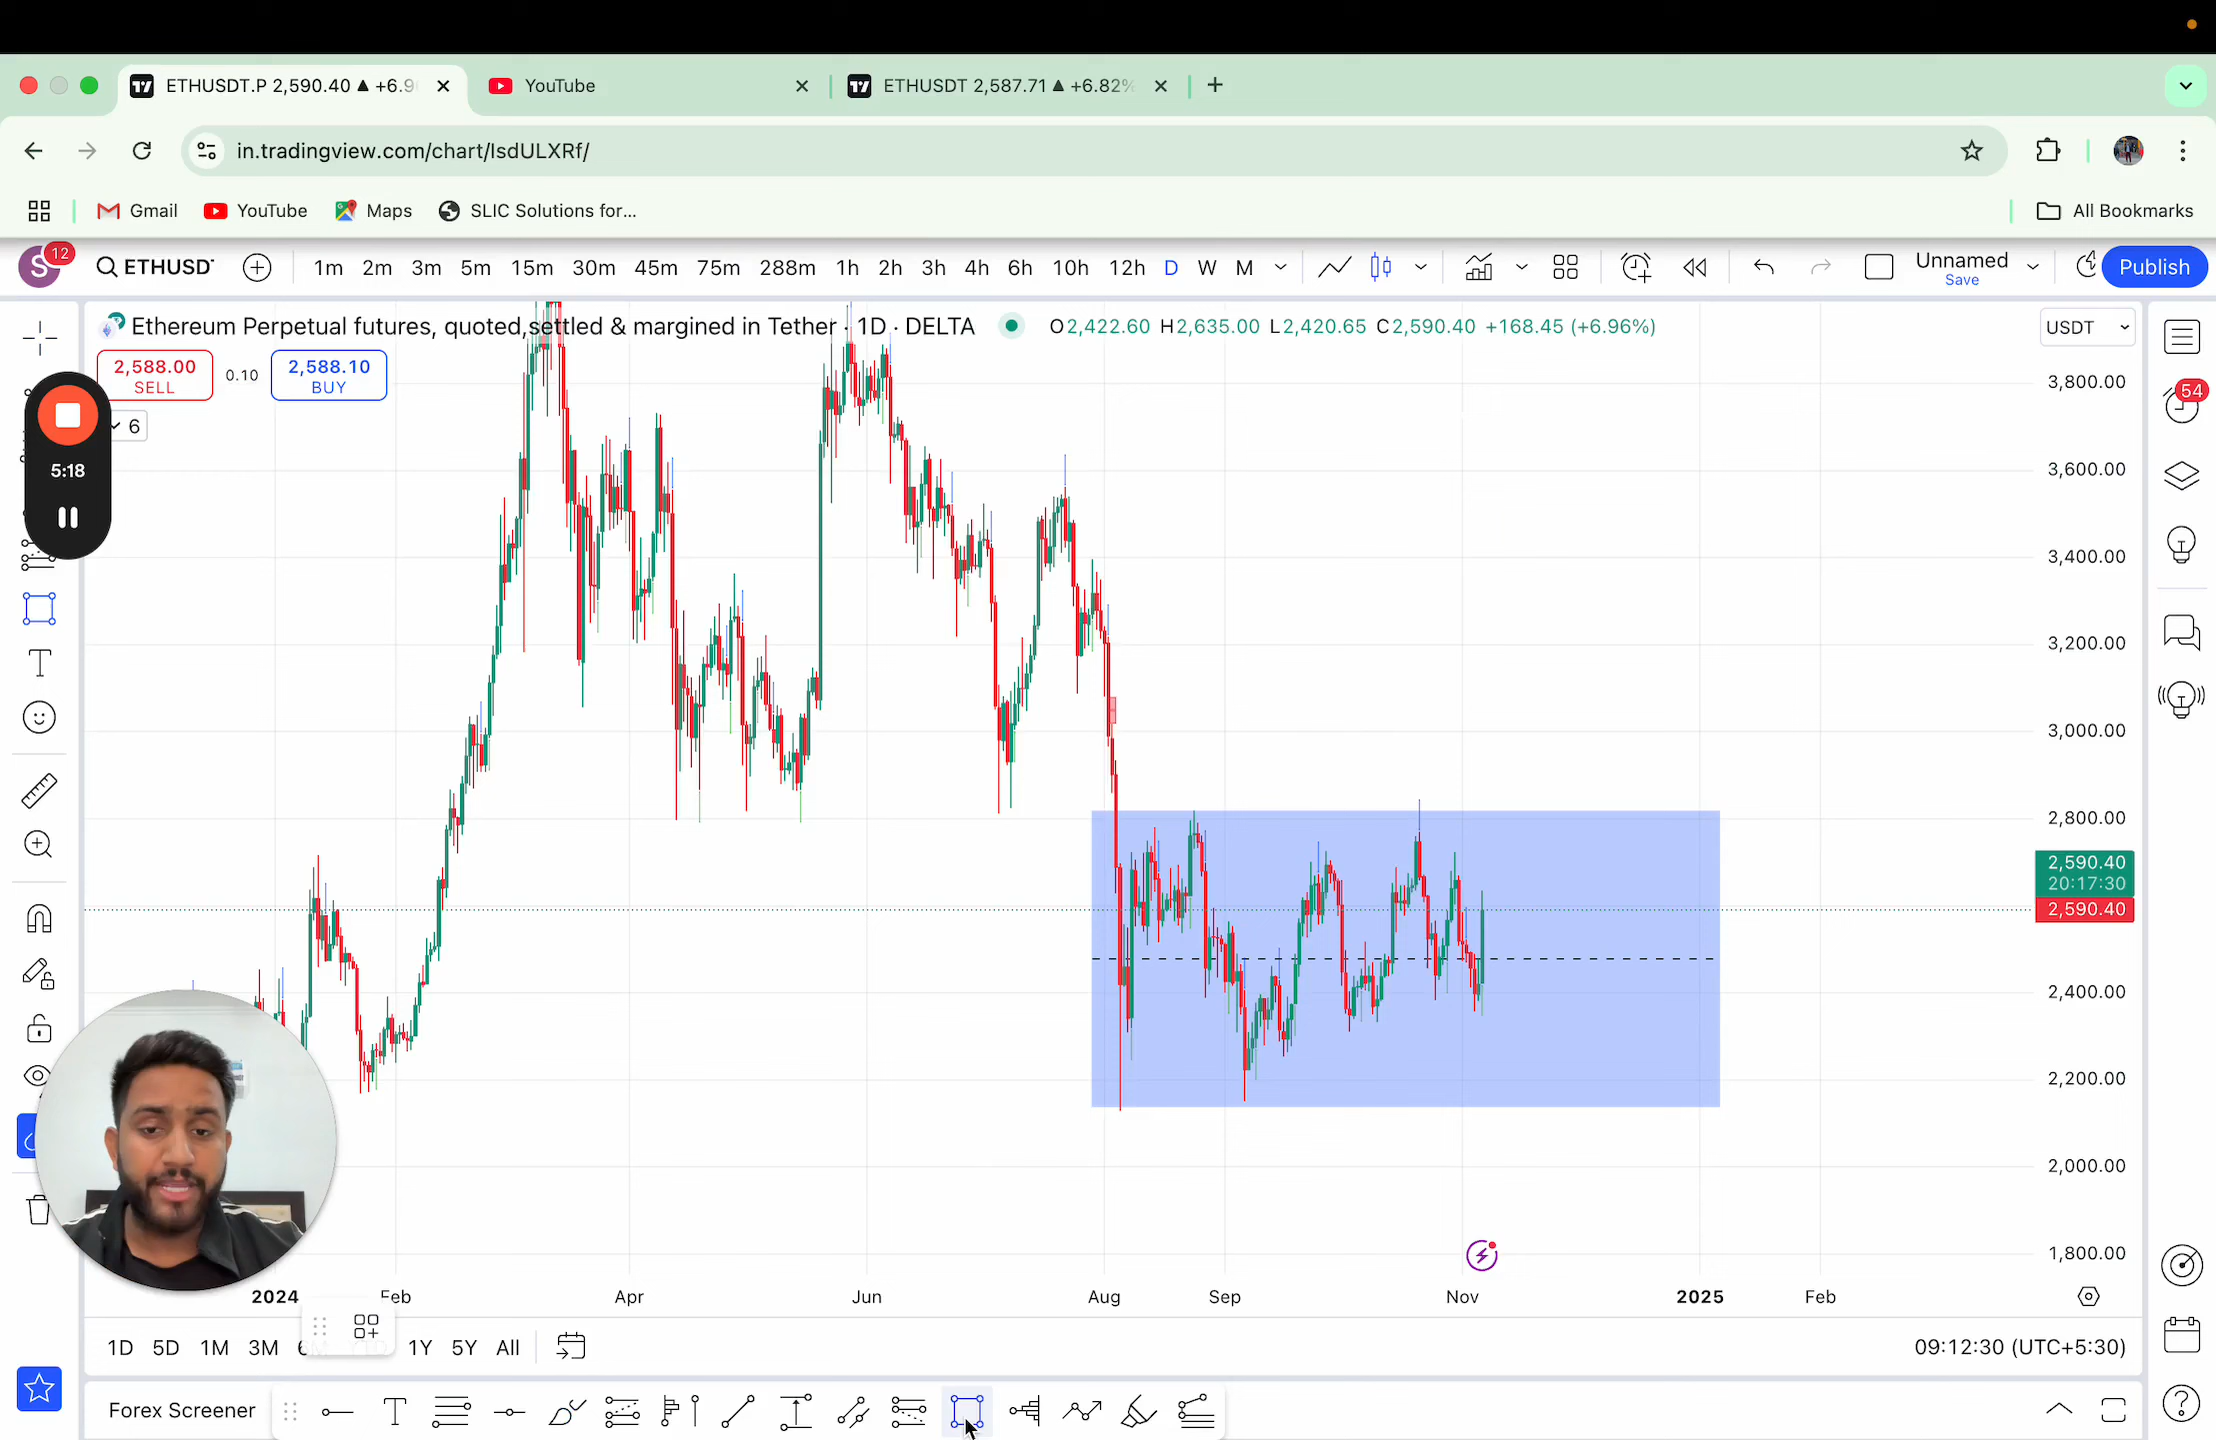 ETHUSDT.P 2,590.40 ▲ +6.9
YouTube
ETHUSDT 2,587.71 ▲ +6.82%
in.tradingview.com/chart/IsdULXRf/
Gmail
YouTube
Maps
SLIC Solutions for...
All Bookmarks
S
12
ETHUSD
1m 2m 3m 5m 15m 30m 45m 75m 288m 1h 2h 3h 4h 6h 10h 12h D W M
Unnamed
Save
Publish
Ethereum Perpetual futures, quoted,settled & margined in Tether · 1D · DELTA
O2,422.60 H2,635.00 L2,420.65 C2,590.40 +168.45 (+6.96%)
USDT
2,588.00
SELL
0.10
2,588.10
BUY
6
5:18
54
3,800.00
3,600.00
3,400.00
3,200.00
3,000.00
2,800.00
2,590.40
20:17:30
2,590.40
2,400.00
2,200.00
2,000.00
1,800.00
2024 Feb Apr Jun Aug Sep Nov 2025 Feb
1D 5D 1M 3M 1Y 5Y All
09:12:30 (UTC+5:30)
Forex Screener